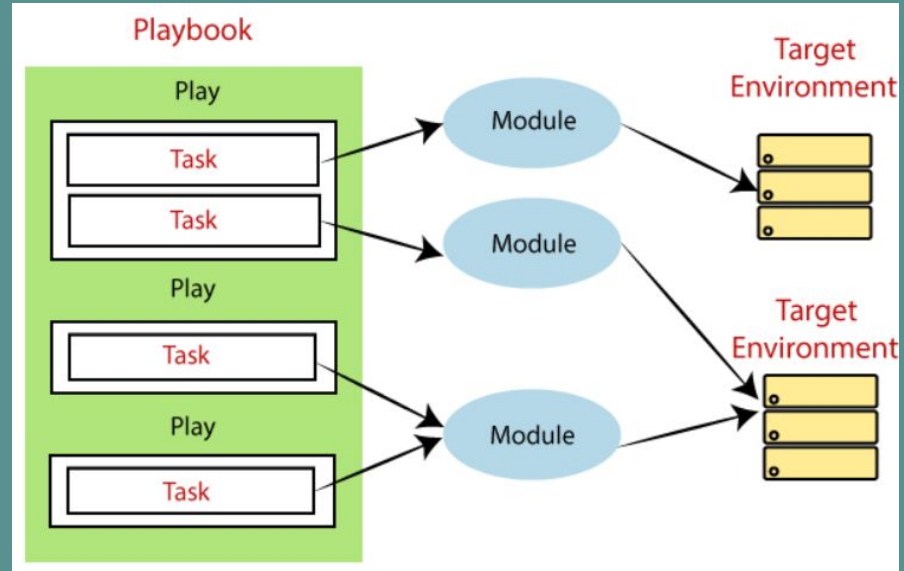 Playbook
Play
Task
Task
Play
Task
Play
Task
Module
Module
Module
Target
Environment
Target
Environment